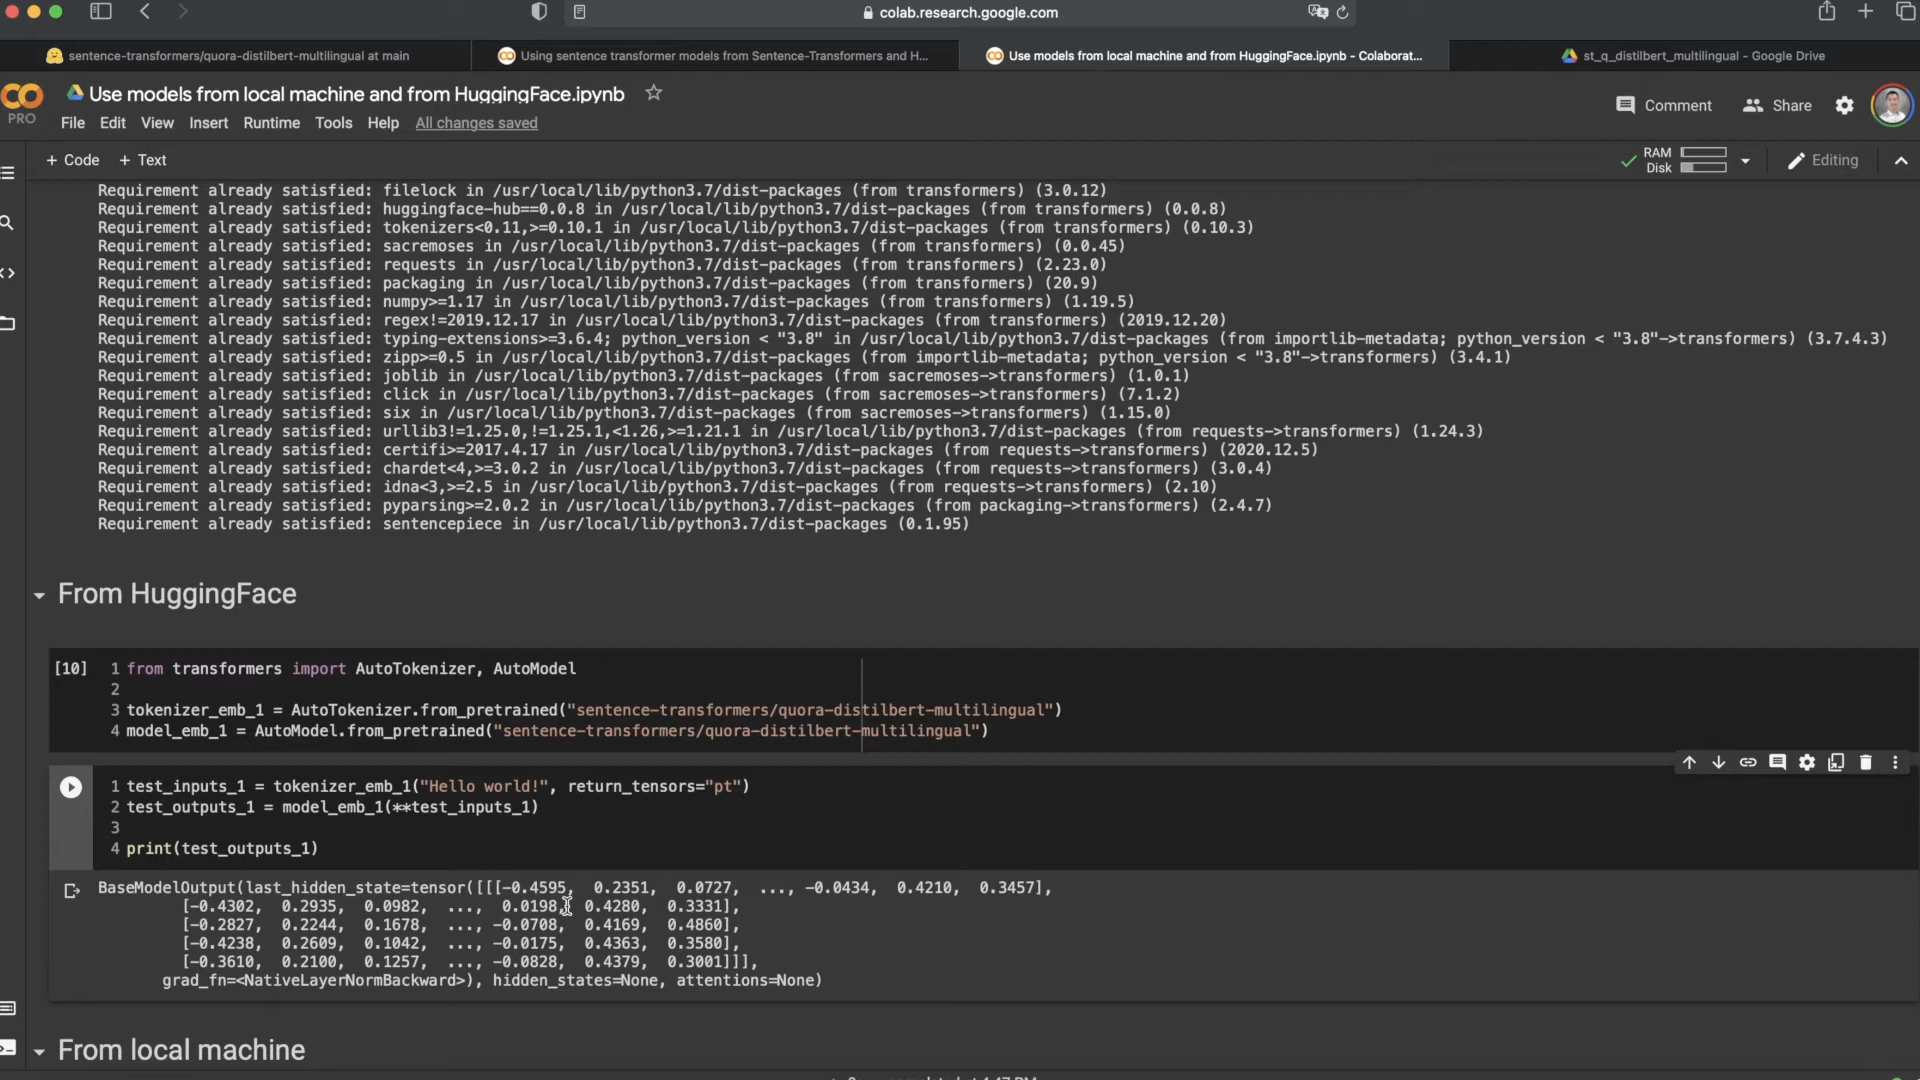 colab.research.google.com
sentence-transformers/quora-distilbert-multilingual at main
Using sentence transformer models from Sentence-Transformers and H...
Use models from local machine and from HuggingFace.ipynb - Colaborat...
st_q_distilbert_multilingual - Google Drive
PRO
Use models from local machine and from HuggingFace.ipynb
File Edit View Insert Runtime Tools Help All changes saved
Comment Share
+ Code + Text
RAM
Disk
Editing
Requirement already satisfied: filelock in /usr/local/lib/python3.7/dist-packages (from transformers) (3.0.12)
Requirement already satisfied: huggingface-hub==0.0.8 in /usr/local/lib/python3.7/dist-packages (from transformers) (0.0.8)
Requirement already satisfied: tokenizers<0.11,>=0.10.1 in /usr/local/lib/python3.7/dist-packages (from transformers) (0.10.3)
Requirement already satisfied: sacremoses in /usr/local/lib/python3.7/dist-packages (from transformers) (0.0.45)
Requirement already satisfied: requests in /usr/local/lib/python3.7/dist-packages (from transformers) (2.23.0)
Requirement already satisfied: packaging in /usr/local/lib/python3.7/dist-packages (from transformers) (20.9)
Requirement already satisfied: numpy>=1.17 in /usr/local/lib/python3.7/dist-packages (from transformers) (1.19.5)
Requirement already satisfied: regex!=2019.12.17 in /usr/local/lib/python3.7/dist-packages (from transformers) (2019.12.20)
Requirement already satisfied: typing-extensions>=3.6.4; python_version < "3.8" in /usr/local/lib/python3.7/dist-packages (from importlib-metadata; python_version < "3.8"->transformers) (3.7.4.3)
Requirement already satisfied: zipp>=0.5 in /usr/local/lib/python3.7/dist-packages (from importlib-metadata; python_version < "3.8"->transformers) (3.4.1)
Requirement already satisfied: joblib in /usr/local/lib/python3.7/dist-packages (from sacremoses->transformers) (1.0.1)
Requirement already satisfied: click in /usr/local/lib/python3.7/dist-packages (from sacremoses->transformers) (7.1.2)
Requirement already satisfied: six in /usr/local/lib/python3.7/dist-packages (from sacremoses->transformers) (1.15.0)
Requirement already satisfied: urllib3!=1.25.0,!=1.25.1,<1.26,>=1.21.1 in /usr/local/lib/python3.7/dist-packages (from requests->transformers) (1.24.3)
Requirement already satisfied: certifi>=2017.4.17 in /usr/local/lib/python3.7/dist-packages (from requests->transformers) (2020.12.5)
Requirement already satisfied: chardet<4,>=3.0.2 in /usr/local/lib/python3.7/dist-packages (from requests->transformers) (3.0.4)
Requirement already satisfied: idna<3,>=2.5 in /usr/local/lib/python3.7/dist-packages (from requests->transformers) (2.10)
Requirement already satisfied: pyparsing>=2.0.2 in /usr/local/lib/python3.7/dist-packages (from packaging->transformers) (2.4.7)
Requirement already satisfied: sentencepiece in /usr/local/lib/python3.7/dist-packages (0.1.95)
From HuggingFace
[10] 1 from transformers import AutoTokenizer, AutoModel
2
3 tokenizer_emb_1 = AutoTokenizer.from_pretrained("sentence-transformers/quora-distilbert-multilingual")
4 model_emb_1 = AutoModel.from_pretrained("sentence-transformers/quora-distilbert-multilingual")
1 test_inputs_1 = tokenizer_emb_1("Hello world!", return_tensors="pt")
2 test_outputs_1 = model_emb_1(**test_inputs_1)
3
4 print(test_outputs_1)
BaseModelOutput(last_hidden_state=tensor([[[-0.4595, 0.2351, 0.0727, ..., -0.0434, 0.4210, 0.3457],
[-0.4302, 0.2935, 0.0982, ..., 0.0198, 0.4280, 0.3331],
[-0.2827, 0.2244, 0.1678, ..., -0.0708, 0.4169, 0.4860],
[-0.4238, 0.2609, 0.1042, ..., -0.0175, 0.4363, 0.3580],
[-0.3610, 0.2100, 0.1257, ..., -0.0828, 0.4379, 0.3001]]],
grad_fn=<NativeLayerNormBackward>), hidden_states=None, attentions=None)
From local machine